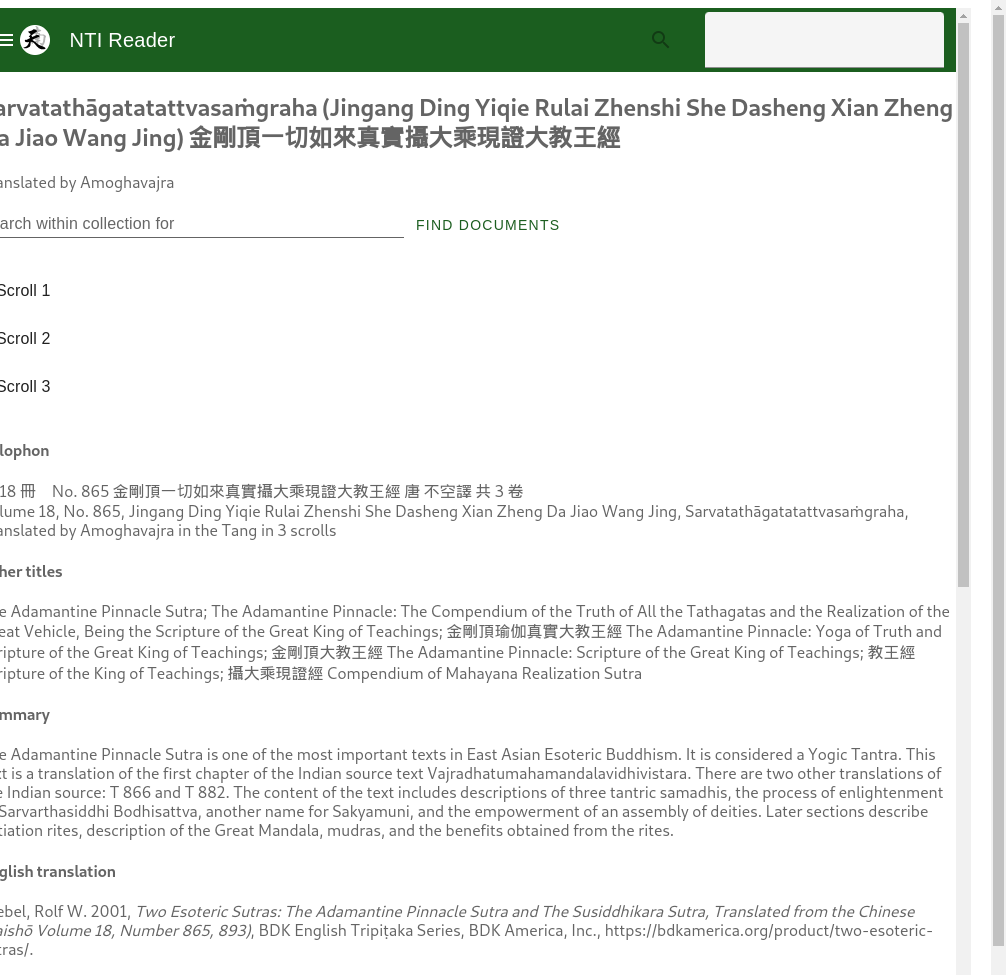 NTI Reader
arvatathāgatatattvasaṁgraha (Jingang Ding Yiqie Rulai Zhenshi She Dasheng Xian Zheng
a Jiao Wang Jing) 金剛頂一切如來真實攝大乘現證大教王經
anslated by Amoghavajra
arch within collection for
FIND DOCUMENTS
Scroll 1
Scroll 2
Scroll 3
lophon
18 冊 No. 865 金剛頂一切如來真實攝大乘現證大教王經 唐 不空譯 共 3 卷
lume 18, No. 865, Jingang Ding Yiqie Rulai Zhenshi She Dasheng Xian Zheng Da Jiao Wang Jing, Sarvatathāgatatattvasaṁgraha,
anslated by Amoghavajra in the Tang in 3 scrolls
her titles
e Adamantine Pinnacle Sutra; The Adamantine Pinnacle: The Compendium of the Truth of All the Tathagatas and the Realization of the
eat Vehicle, Being the Scripture of the Great King of Teachings; 金剛頂瑜伽真實大教王經 The Adamantine Pinnacle: Yoga of Truth and
ripture of the Great King of Teachings; 金剛頂大教王經 The Adamantine Pinnacle: Scripture of the Great King of Teachings; 教王經
ripture of the King of Teachings; 攝大乘現證經 Compendium of Mahayana Realization Sutra
mmary
e Adamantine Pinnacle Sutra is one of the most important texts in East Asian Esoteric Buddhism. It is considered a Yogic Tantra. This
t is a translation of the first chapter of the Indian source text Vajradhatumahamandalavidhivistara. There are two other translations of
e Indian source: T 866 and T 882. The content of the text includes descriptions of three tantric samadhis, the process of enlightenment
Sarvarthasiddhi Bodhisattva, another name for Sakyamuni, and the empowerment of an assembly of deities. Later sections describe
tiation rites, description of the Great Mandala, mudras, and the benefits obtained from the rites.
glish translation
ebel, Rolf W. 2001, Two Esoteric Sutras: The Adamantine Pinnacle Sutra and The Susiddhikara Sutra, Translated from the Chinese
aishō Volume 18, Number 865, 893), BDK English Tripiṭaka Series, BDK America, Inc., https://bdkamerica.org/product/two-esoteric-
tras/.